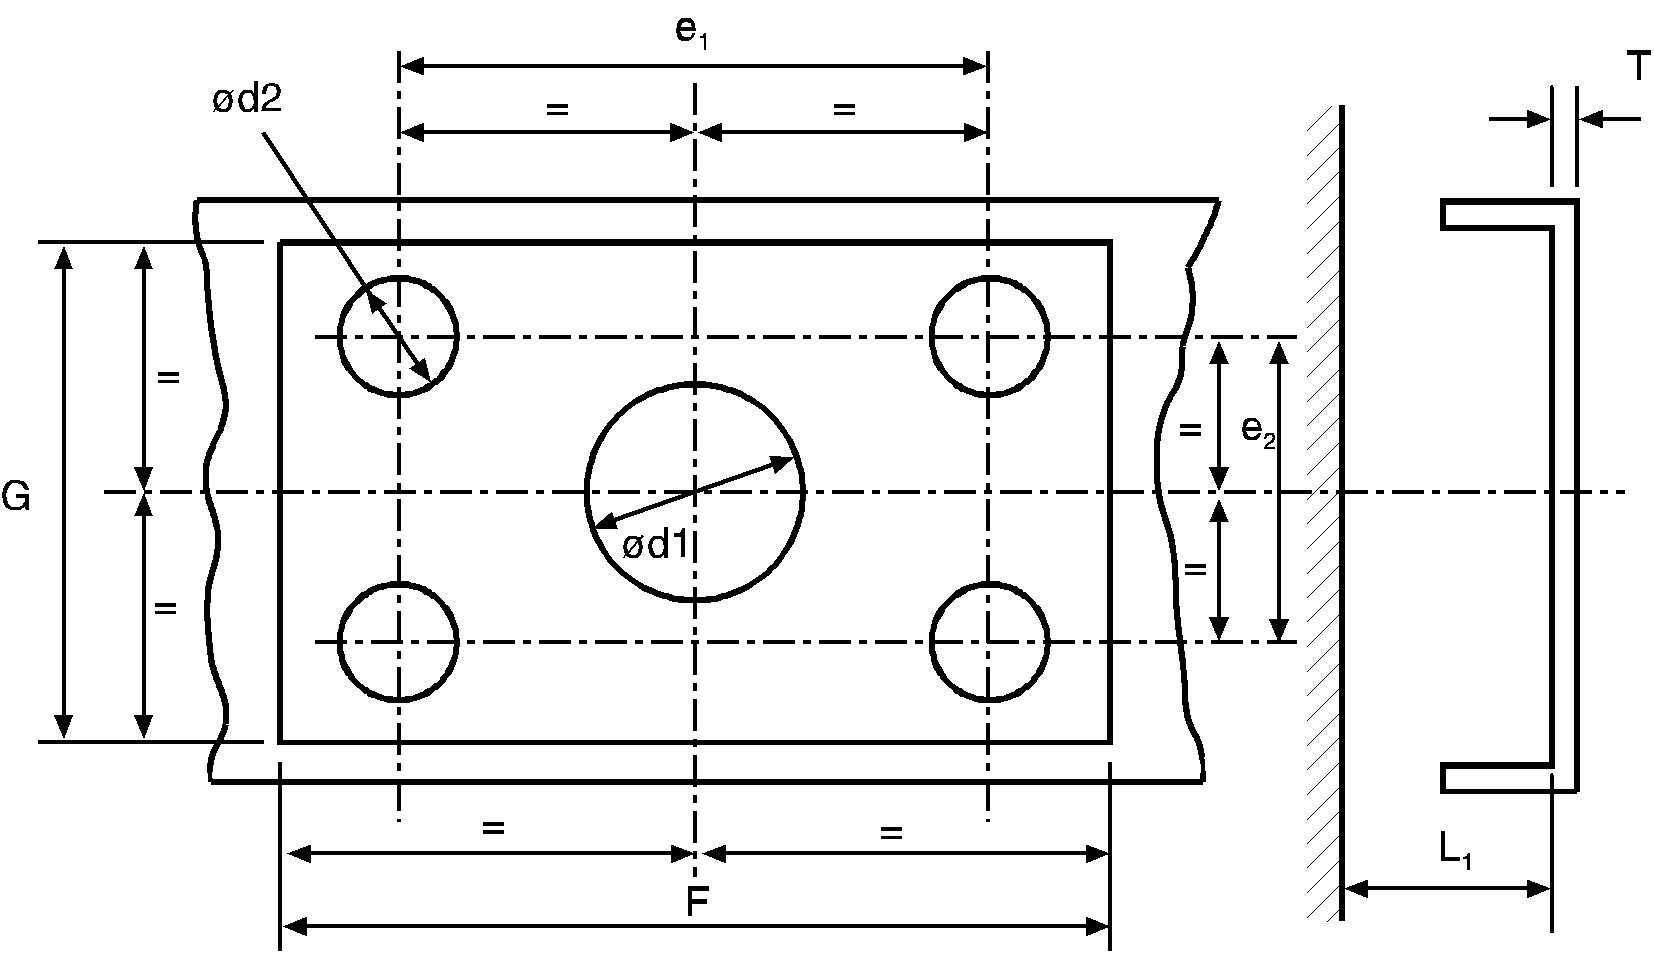 e₁
T
ød2
=
=
=
=
e₂
G
ød1
=
=
L₁
=
=
F